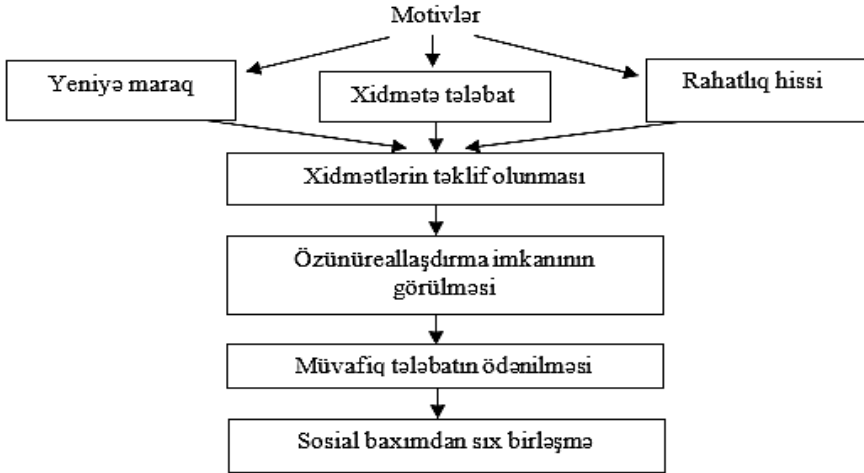 Motivlər
Yeniyə maraq
Xidmətə tələbat
Rahatlıq hissi
Xidmətlərin təklif olunması
Özünüreallaşdırma imkanının
görülməsi
Müvafiq tələbatın ödənilməsi
Sosial baxımdan sıx birləşmə